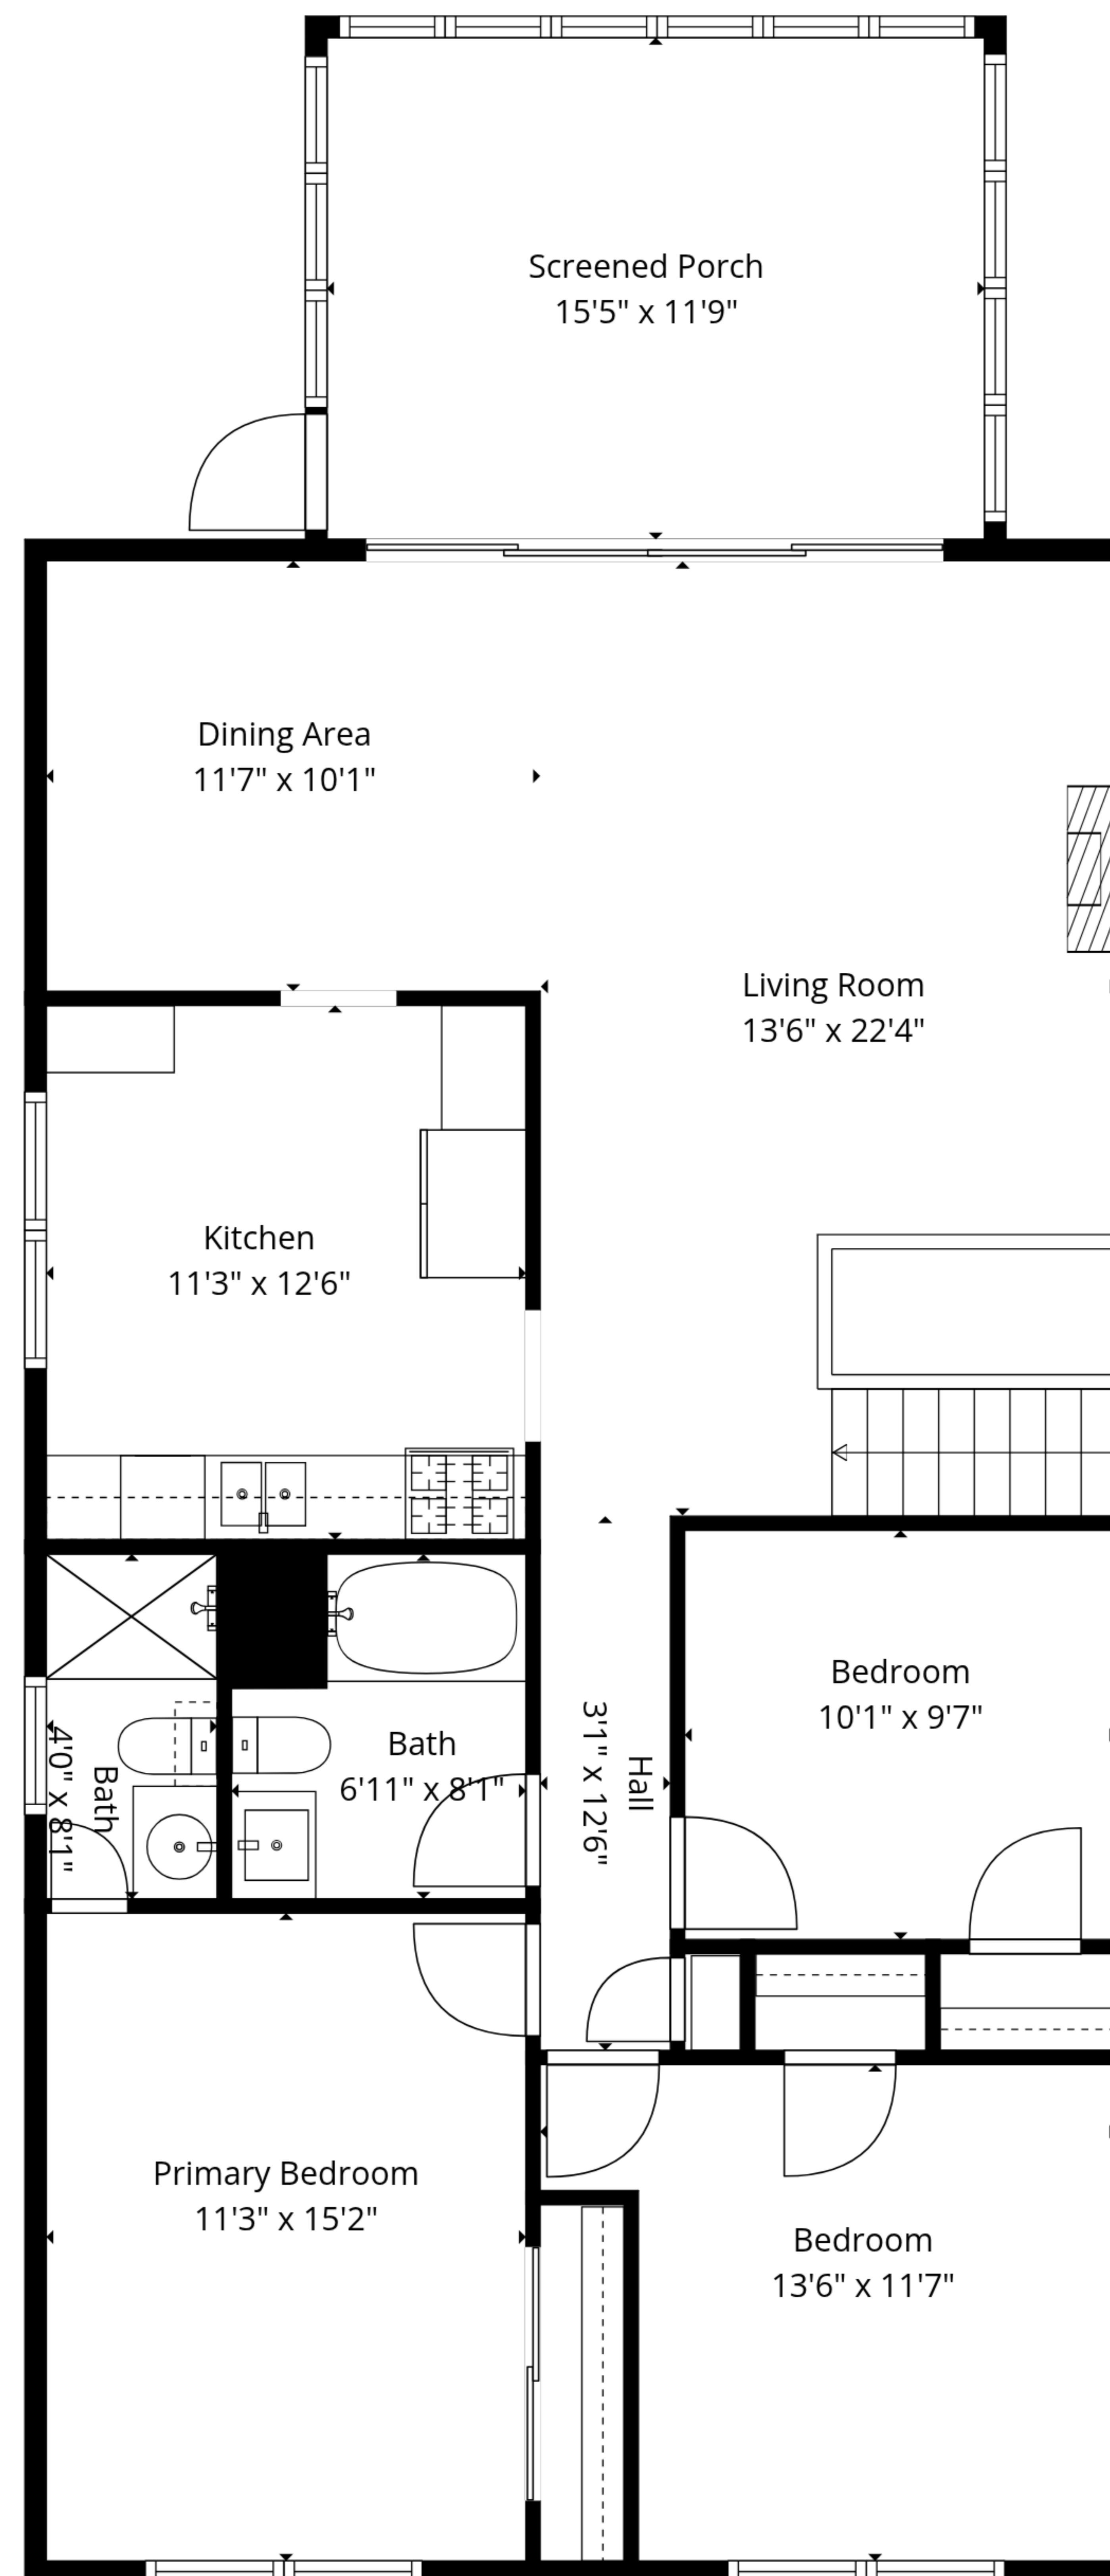 Screened Porch
15'5" x 11'9"
Dining Area
11'7" x 10'1"
Living Room
13'6" x 22'4"
Kitchen
11'3" x 12'6"
Bedroom
10'1" x 9'7"
Bath
6'11" x 8'1"
Hall
3'1" x 12'6"
Bath
4'0" x 8'1"
Primary Bedroom
11'3" x 15'2"
Bedroom
13'6" x 11'7"